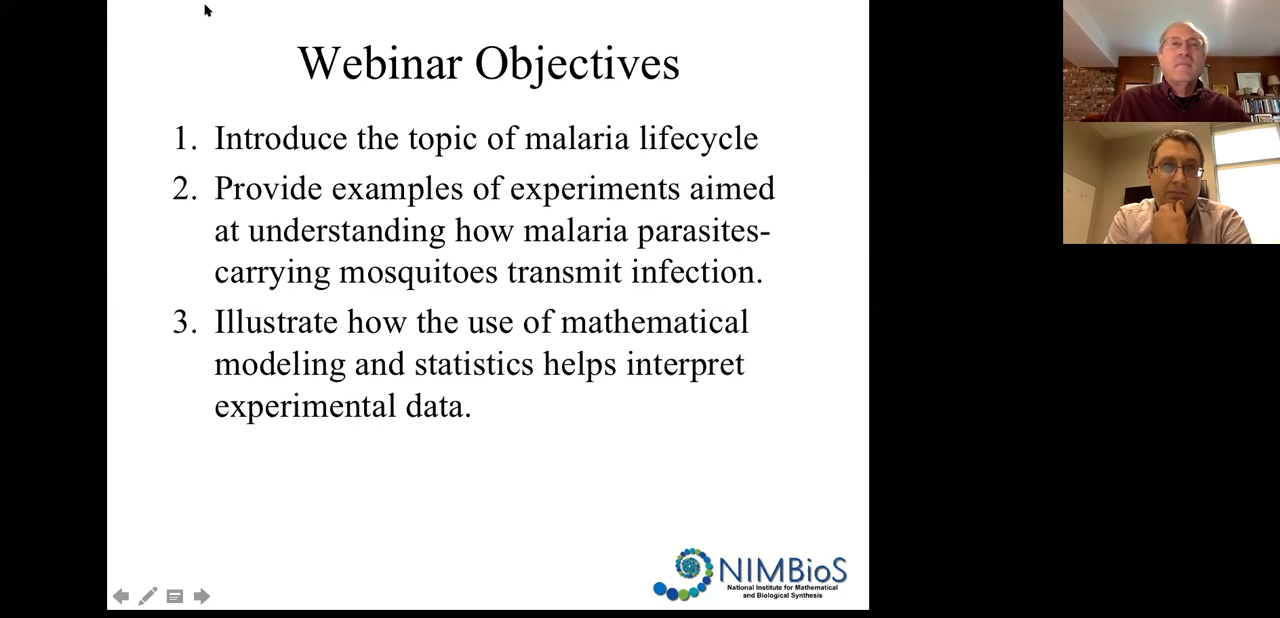 Webinar Objectives
1. Introduce the topic of malaria lifecycle
2. Provide examples of experiments aimed
at understanding how malaria parasites-
carrying mosquitoes transmit infection.
3. Illustrate how the use of mathematical
modeling and statistics helps interpret
experimental data.
NIMBioS
National Institute for Mathematical
and Biological Synthesis